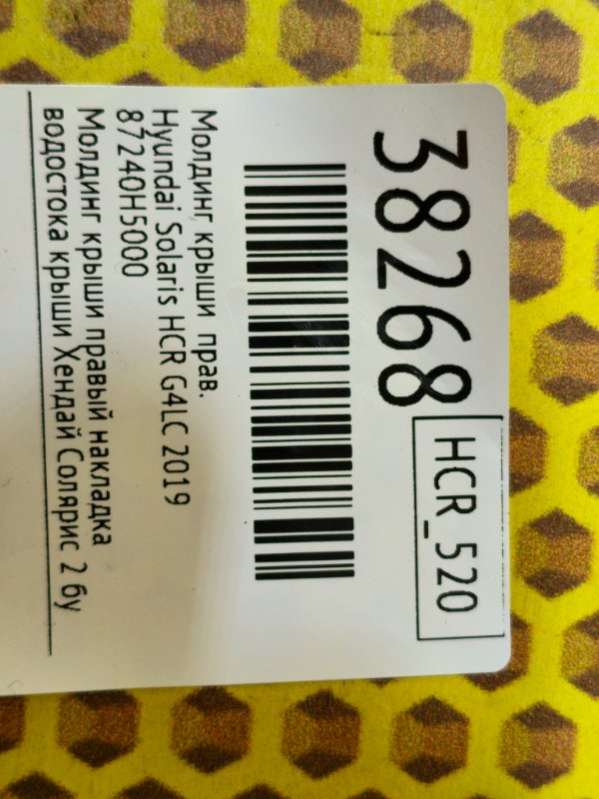 38268
HCR_520
Молдинг крыши прав.
Hyundai Solaris HCR G4LC 2019
87240H5000
Молдинг крыши правый накладка
водостока крыши Хендай Солярис 2 бу